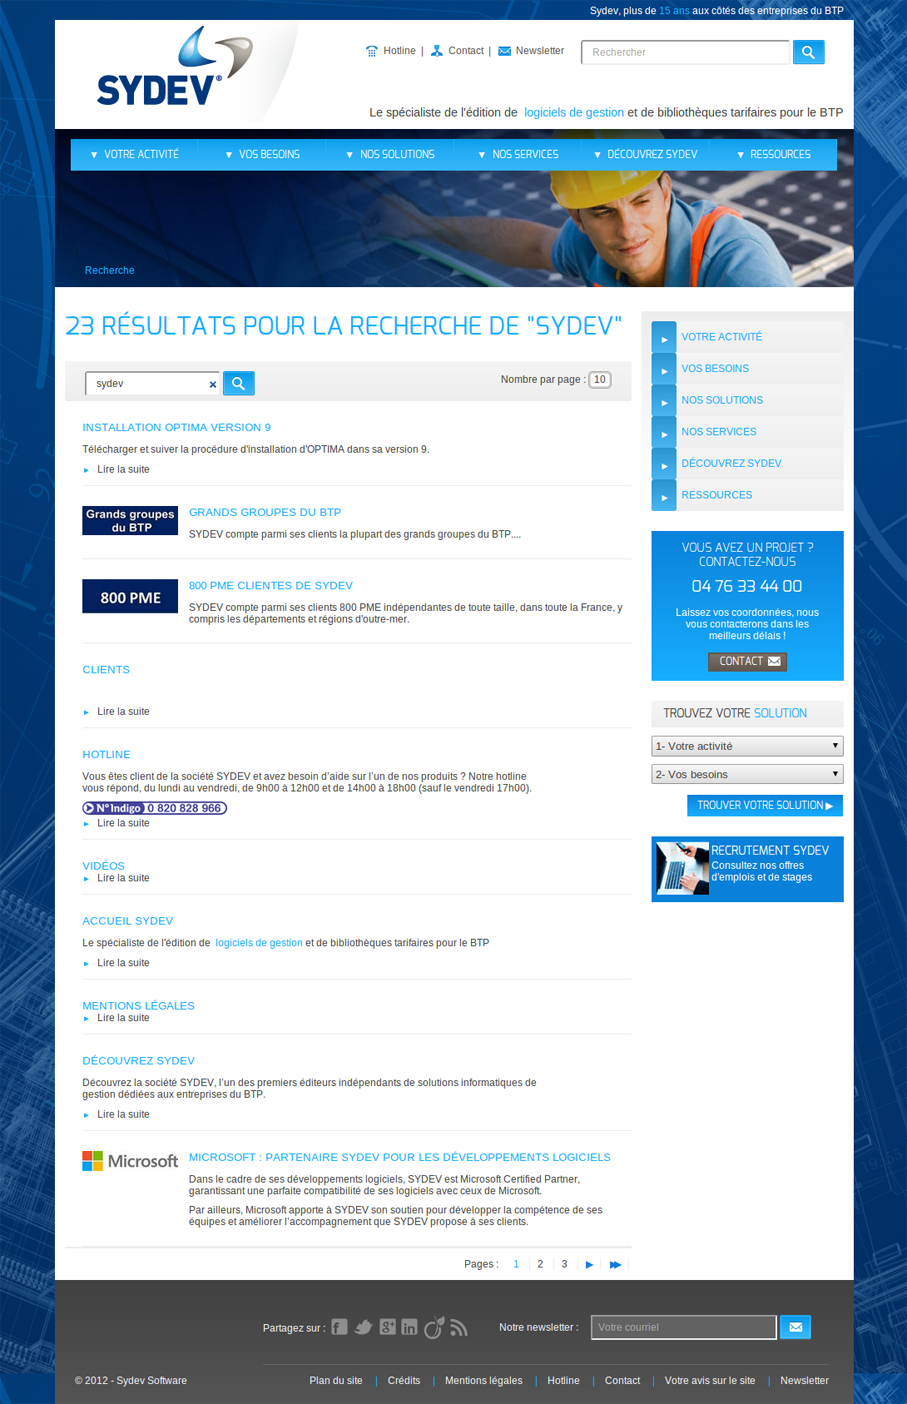 Sydev, plus de 15 ans aux côtés des entreprises du BTP
SYDEV®
Hotline | Contact | Newsletter
Rechercher
Le spécialiste de l'édition de logiciels de gestion et de bibliothèques tarifaires pour le BTP
▼ VOTRE ACTIVITÉ ▼ VOS BESOINS ▼ NOS SOLUTIONS ▼ NOS SERVICES ▼ DÉCOUVREZ SYDEV ▼ RESSOURCES
Recherche
23 RÉSULTATS POUR LA RECHERCHE DE "SYDEV"
sydev
Nombre par page : 10
INSTALLATION OPTIMA VERSION 9
Télécharger et suiver la procédure d'installation d'OPTIMA dans sa version 9.
► Lire la suite
Grands groupes
du BTP
GRANDS GROUPES DU BTP
SYDEV compte parmi ses clients la plupart des grands groupes du BTP....
800 PME
800 PME CLIENTES DE SYDEV
SYDEV compte parmi ses clients 800 PME indépendantes de toute taille, dans toute la France, y
compris les départements et régions d'outre-mer.
CLIENTS
► Lire la suite
HOTLINE
Vous êtes client de la société SYDEV et avez besoin d’aide sur l’un de nos produits ? Notre hotline
vous répond, du lundi au vendredi, de 9h00 à 12h00 et de 14h00 à 18h00 (sauf le vendredi 17h00).
N° Indigo 0 820 828 966
► Lire la suite
VIDÉOS
► Lire la suite
ACCUEIL SYDEV
Le spécialiste de l'édition de logiciels de gestion et de bibliothèques tarifaires pour le BTP
► Lire la suite
MENTIONS LÉGALES
► Lire la suite
DÉCOUVREZ SYDEV
Découvrez la société SYDEV, l’un des premiers éditeurs indépendants de solutions informatiques de
gestion dédiées aux entreprises du BTP.
► Lire la suite
Microsoft
MICROSOFT : PARTENAIRE SYDEV POUR LES DÉVELOPPEMENTS LOGICIELS
Dans le cadre de ses développements logiciels, SYDEV est Microsoft Certified Partner,
garantissant une parfaite compatibilité de ses logiciels avec ceux de Microsoft.
Par ailleurs, Microsoft apporte à SYDEV son soutien pour développer la compétence de ses
équipes et améliorer l’accompagnement que SYDEV propose à ses clients.
Pages : 1 2 3
VOTRE ACTIVITÉ
VOS BESOINS
NOS SOLUTIONS
NOS SERVICES
DÉCOUVREZ SYDEV
RESSOURCES
VOUS AVEZ UN PROJET ?
CONTACTEZ-NOUS
04 76 33 44 00
Laissez vos coordonnées, nous
vous contacterons dans les
meilleurs délais !
CONTACT
TROUVEZ VOTRE SOLUTION
1- Votre activité
2- Vos besoins
TROUVER VOTRE SOLUTION ▶
RECRUTEMENT SYDEV
Consultez nos offres
d'emplois et de stages
Partagez sur :
Notre newsletter :
Votre courriel
© 2012 - Sydev Software
Plan du site | Crédits | Mentions légales | Hotline | Contact | Votre avis sur le site | Newsletter